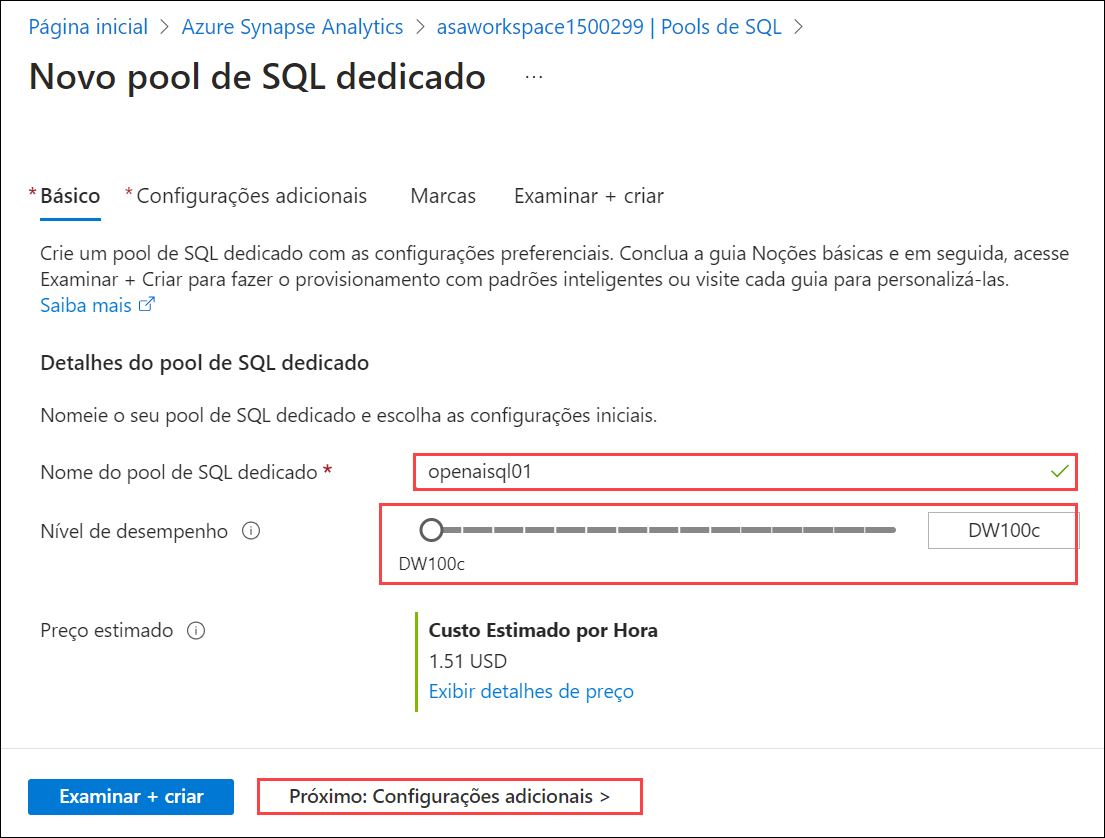 Página inicial > Azure Synapse Analytics > asaworkspace1500299 | Pools de SQL >
Novo pool de SQL dedicado ...
* Básico * Configurações adicionais Marcas Examinar + criar
Crie um pool de SQL dedicado com as configurações preferenciais. Conclua a guia Noções básicas e em seguida, acesse
Examinar + Criar para fazer o provisionamento com padrões inteligentes ou visite cada guia para personalizá-las.
Saiba mais
Detalhes do pool de SQL dedicado
Nomeie o seu pool de SQL dedicado e escolha as configurações iniciais.
Nome do pool de SQL dedicado * openaisql01
Nível de desempenho DW100c
DW100c
Preço estimado Custo Estimado por Hora
1.51 USD
Exibir detalhes de preço
Examinar + criar Próximo: Configurações adicionais >